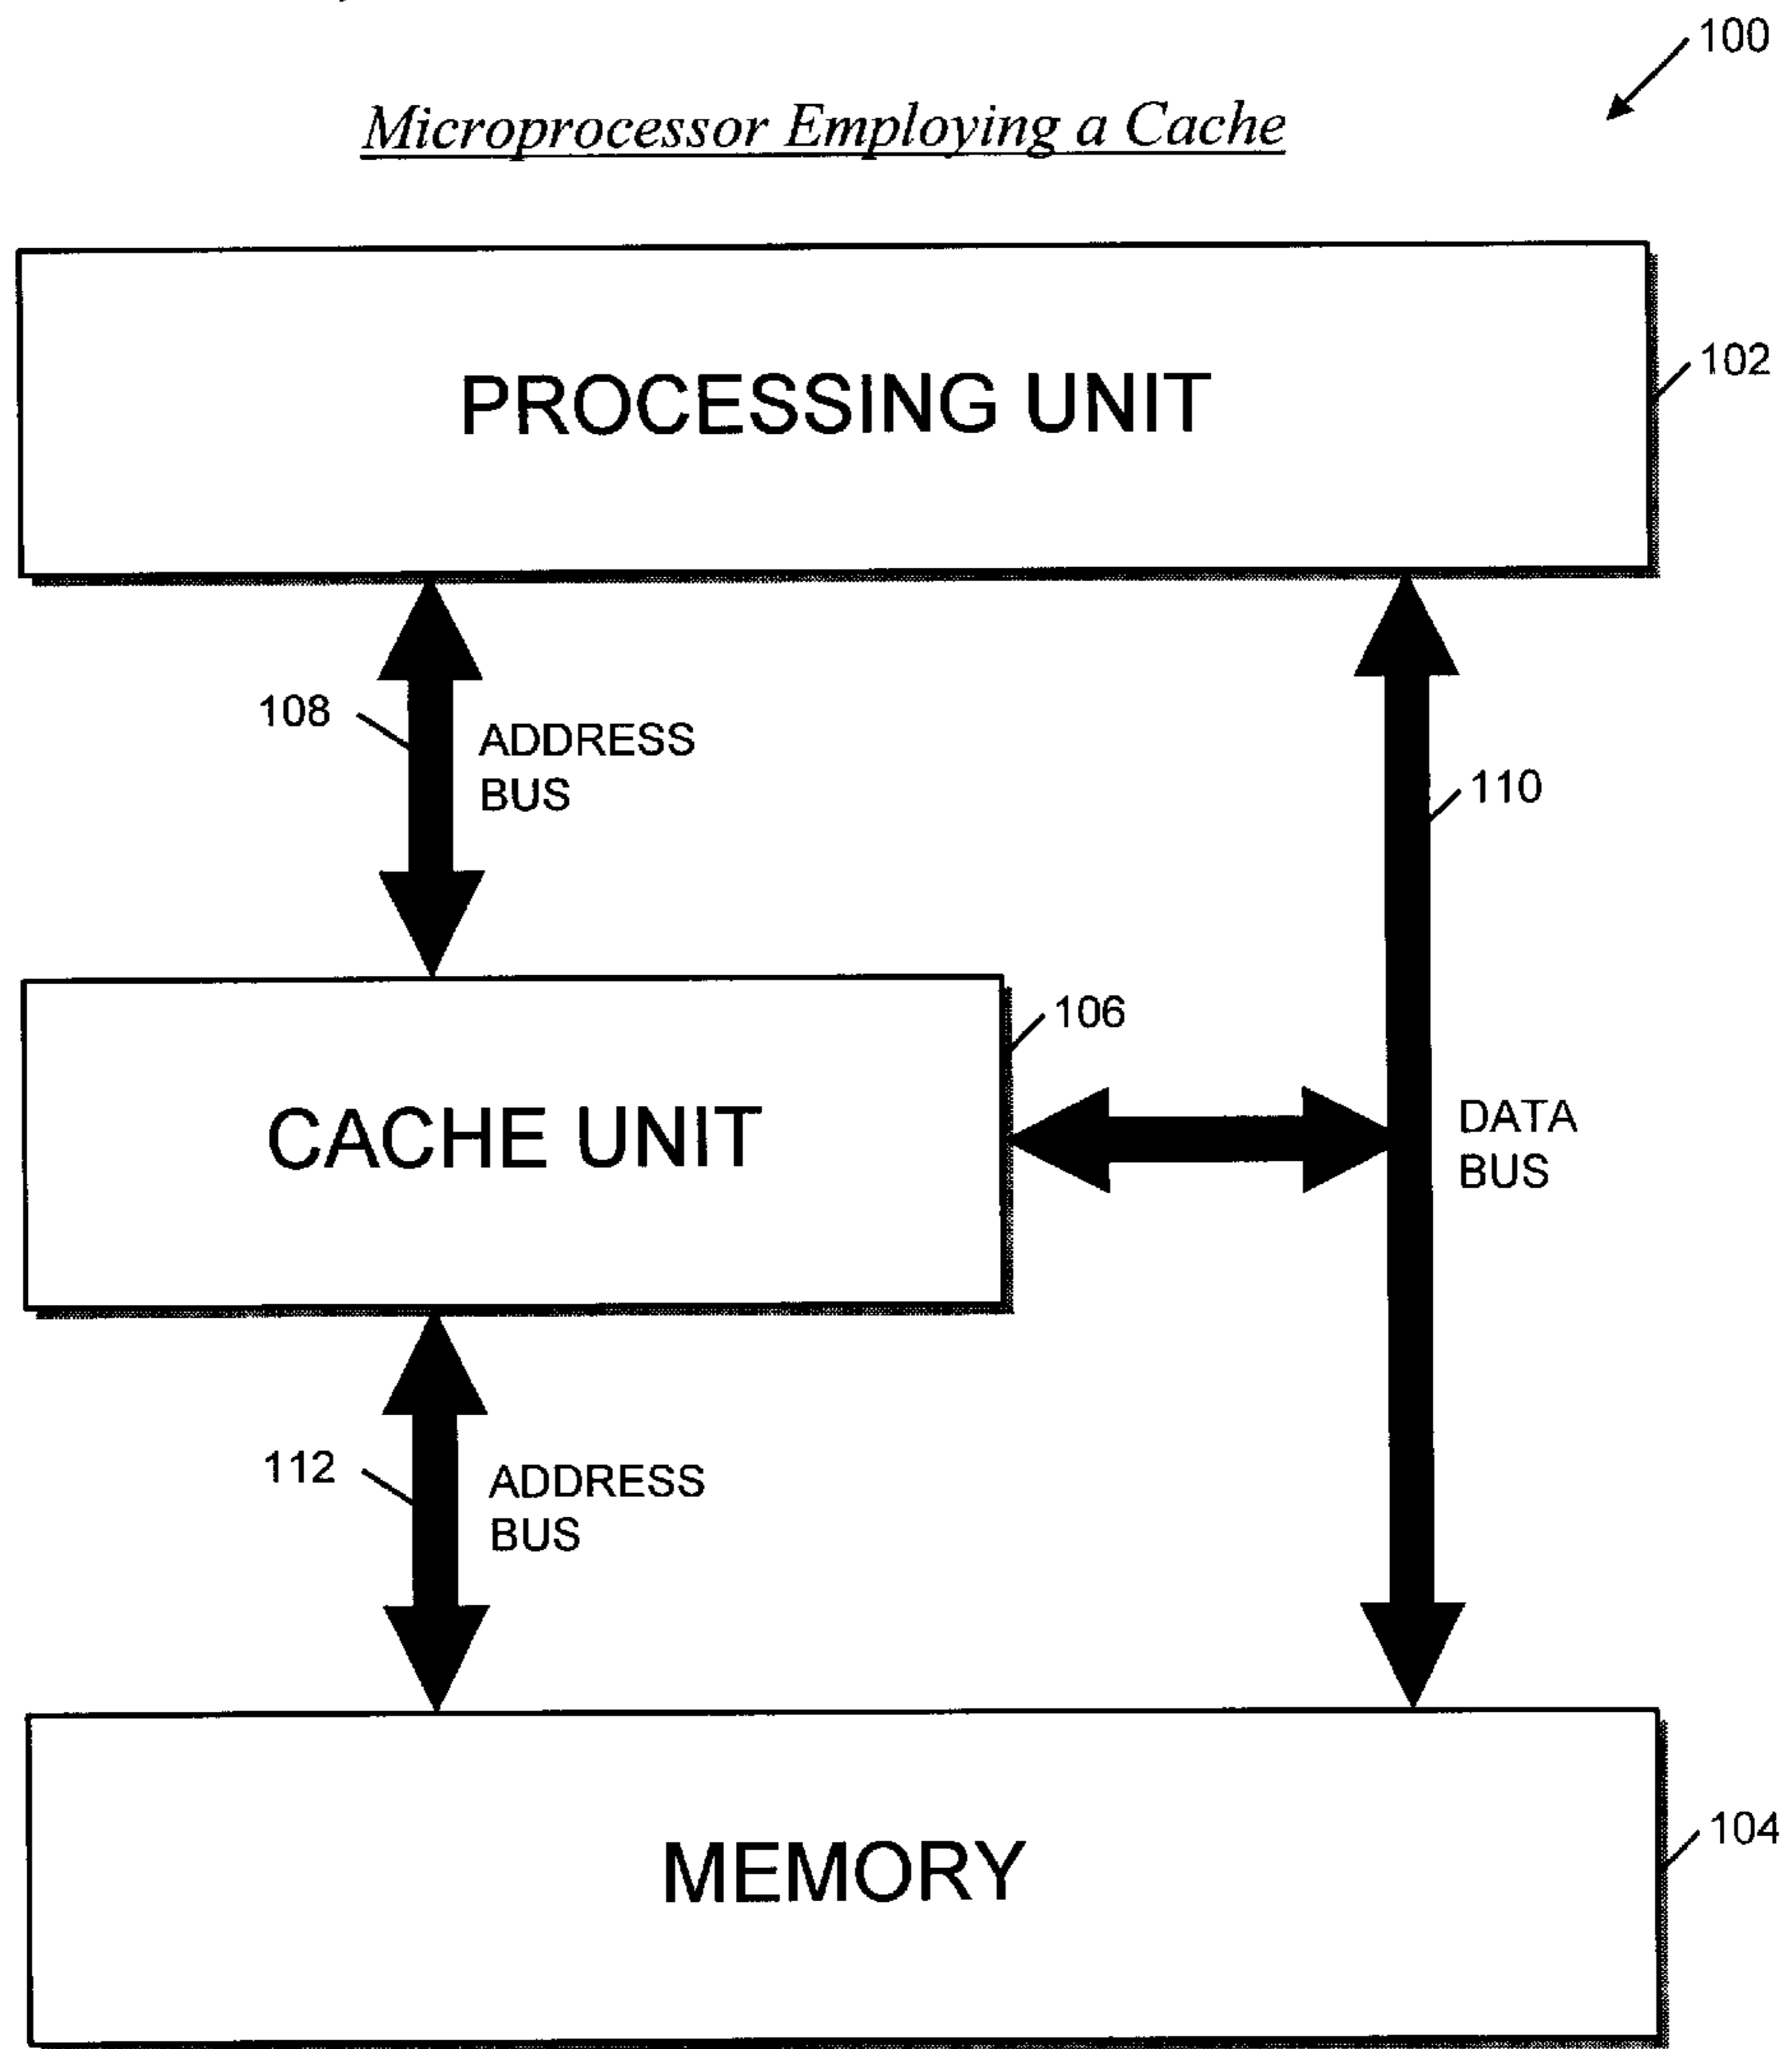 100
Microprocessor Employing a Cache
PROCESSING UNIT
102
108
ADDRESS
BUS
110
CACHE UNIT
106
DATA
BUS
112
ADDRESS
BUS
MEMORY
104